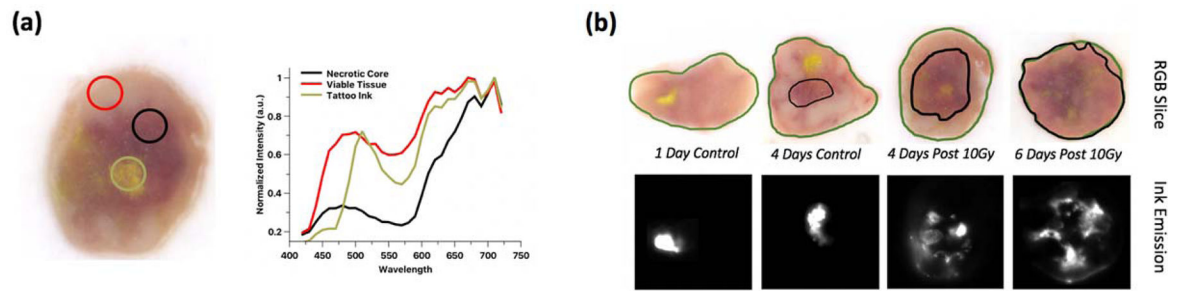 (a)
Necrotic Core
Viable Tissue
Tattoo Ink
Normalized Intensity (a.u.)
1
0.8
0.6
0.4
0.2
400 450 500 550 600 650 700 750
Wavelength
(b)
1 Day Control 4 Days Control 4 Days Post 10Gy 6 Days Post 10Gy
RGB Slice
Ink Emission